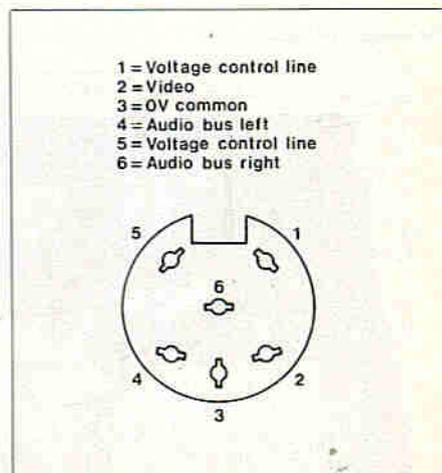 1 = Voltage control line
2 = Video
3 = OV common
4 = Audio bus left
5 = Voltage control line
6 = Audio bus right
5 1
6
4 2
3